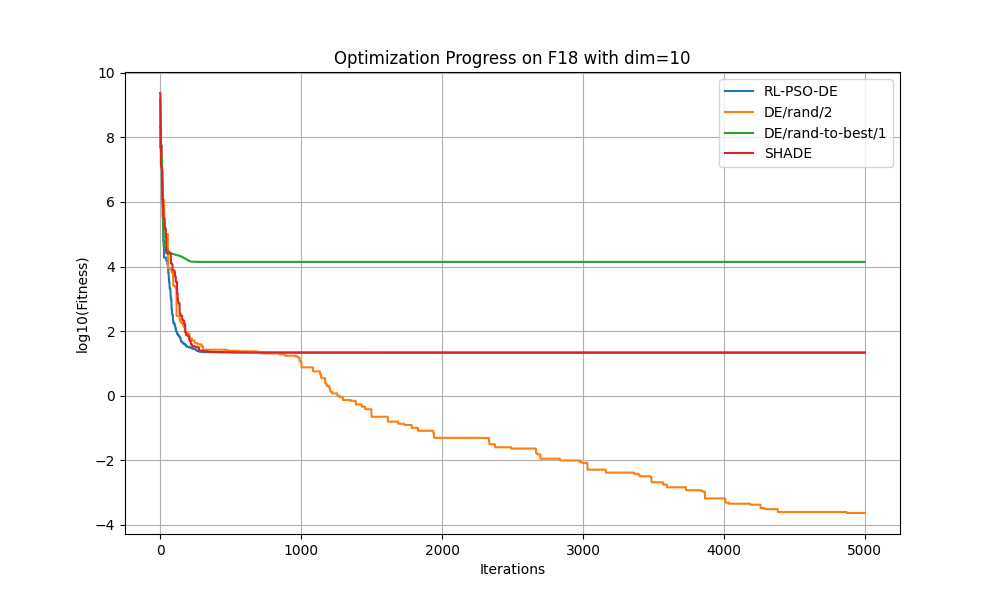 Optimization Progress on F18 with dim=10
log10(Fitness)
10
8
6
4
2
0
−2
−4
RL-PSO-DE
DE/rand/2
DE/rand-to-best/1
SHADE
0 1000 2000 3000 4000 5000
Iterations